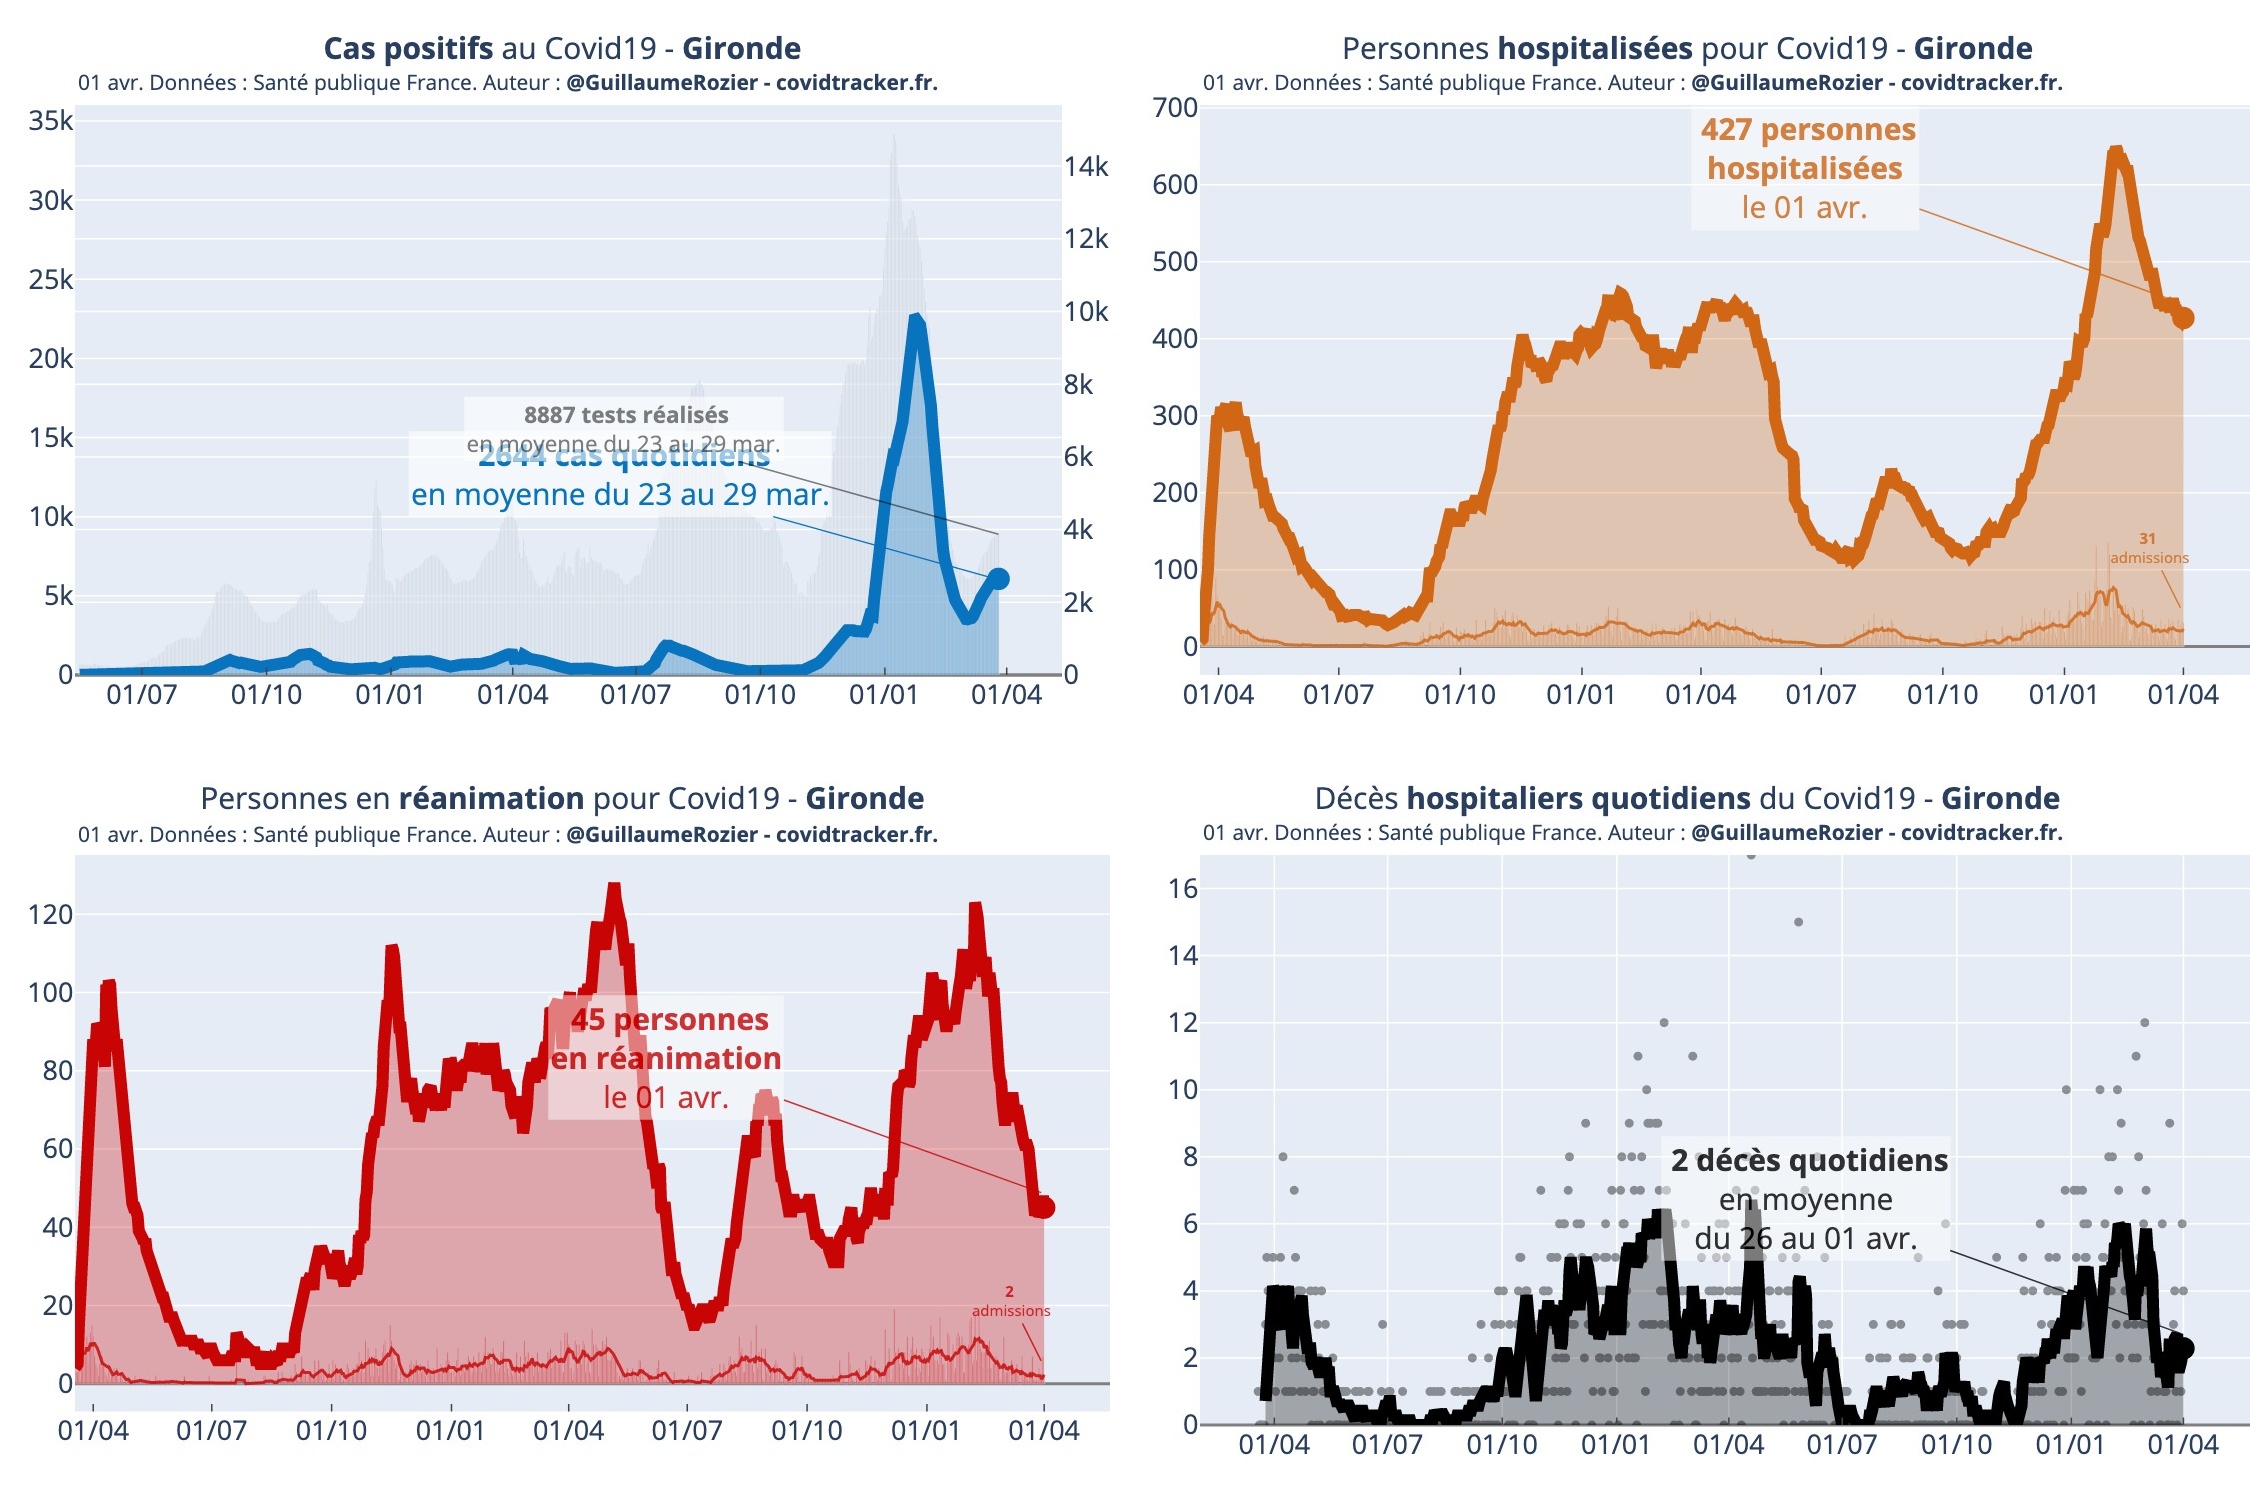 Cas positifs au Covid19 - Gironde
01 avr. Données : Santé publique France. Auteur : @GuillaumeRozier - covidtracker.fr.
35k
30k
25k
20k
15k
10k
5k
0
14k
12k
10k
8k
6k
4k
2k
0
8887 tests réalisés
en moyenne du 23 au 29 mar.
2644 cas quotidiens
en moyenne du 23 au 29 mar.
01/07 01/10 01/01 01/04 01/07 01/10 01/01 01/04
Personnes hospitalisées pour Covid19 - Gironde
01 avr. Données : Santé publique France. Auteur : @GuillaumeRozier - covidtracker.fr.
700
600
500
400
300
200
100
0
427 personnes
hospitalisées
le 01 avr.
31
admissions
01/04 01/07 01/10 01/01 01/04 01/07 01/10 01/01 01/04
Personnes en réanimation pour Covid19 - Gironde
01 avr. Données : Santé publique France. Auteur : @GuillaumeRozier - covidtracker.fr.
120
100
80
60
40
20
0
45 personnes
en réanimation
le 01 avr.
2
admissions
01/04 01/07 01/10 01/01 01/04 01/07 01/10 01/01 01/04
Décès hospitaliers quotidiens du Covid19 - Gironde
01 avr. Données : Santé publique France. Auteur : @GuillaumeRozier - covidtracker.fr.
16
14
12
10
8
6
4
2
0
2 décès quotidiens
en moyenne
du 26 au 01 avr.
01/04 01/07 01/10 01/01 01/04 01/07 01/10 01/01 01/04